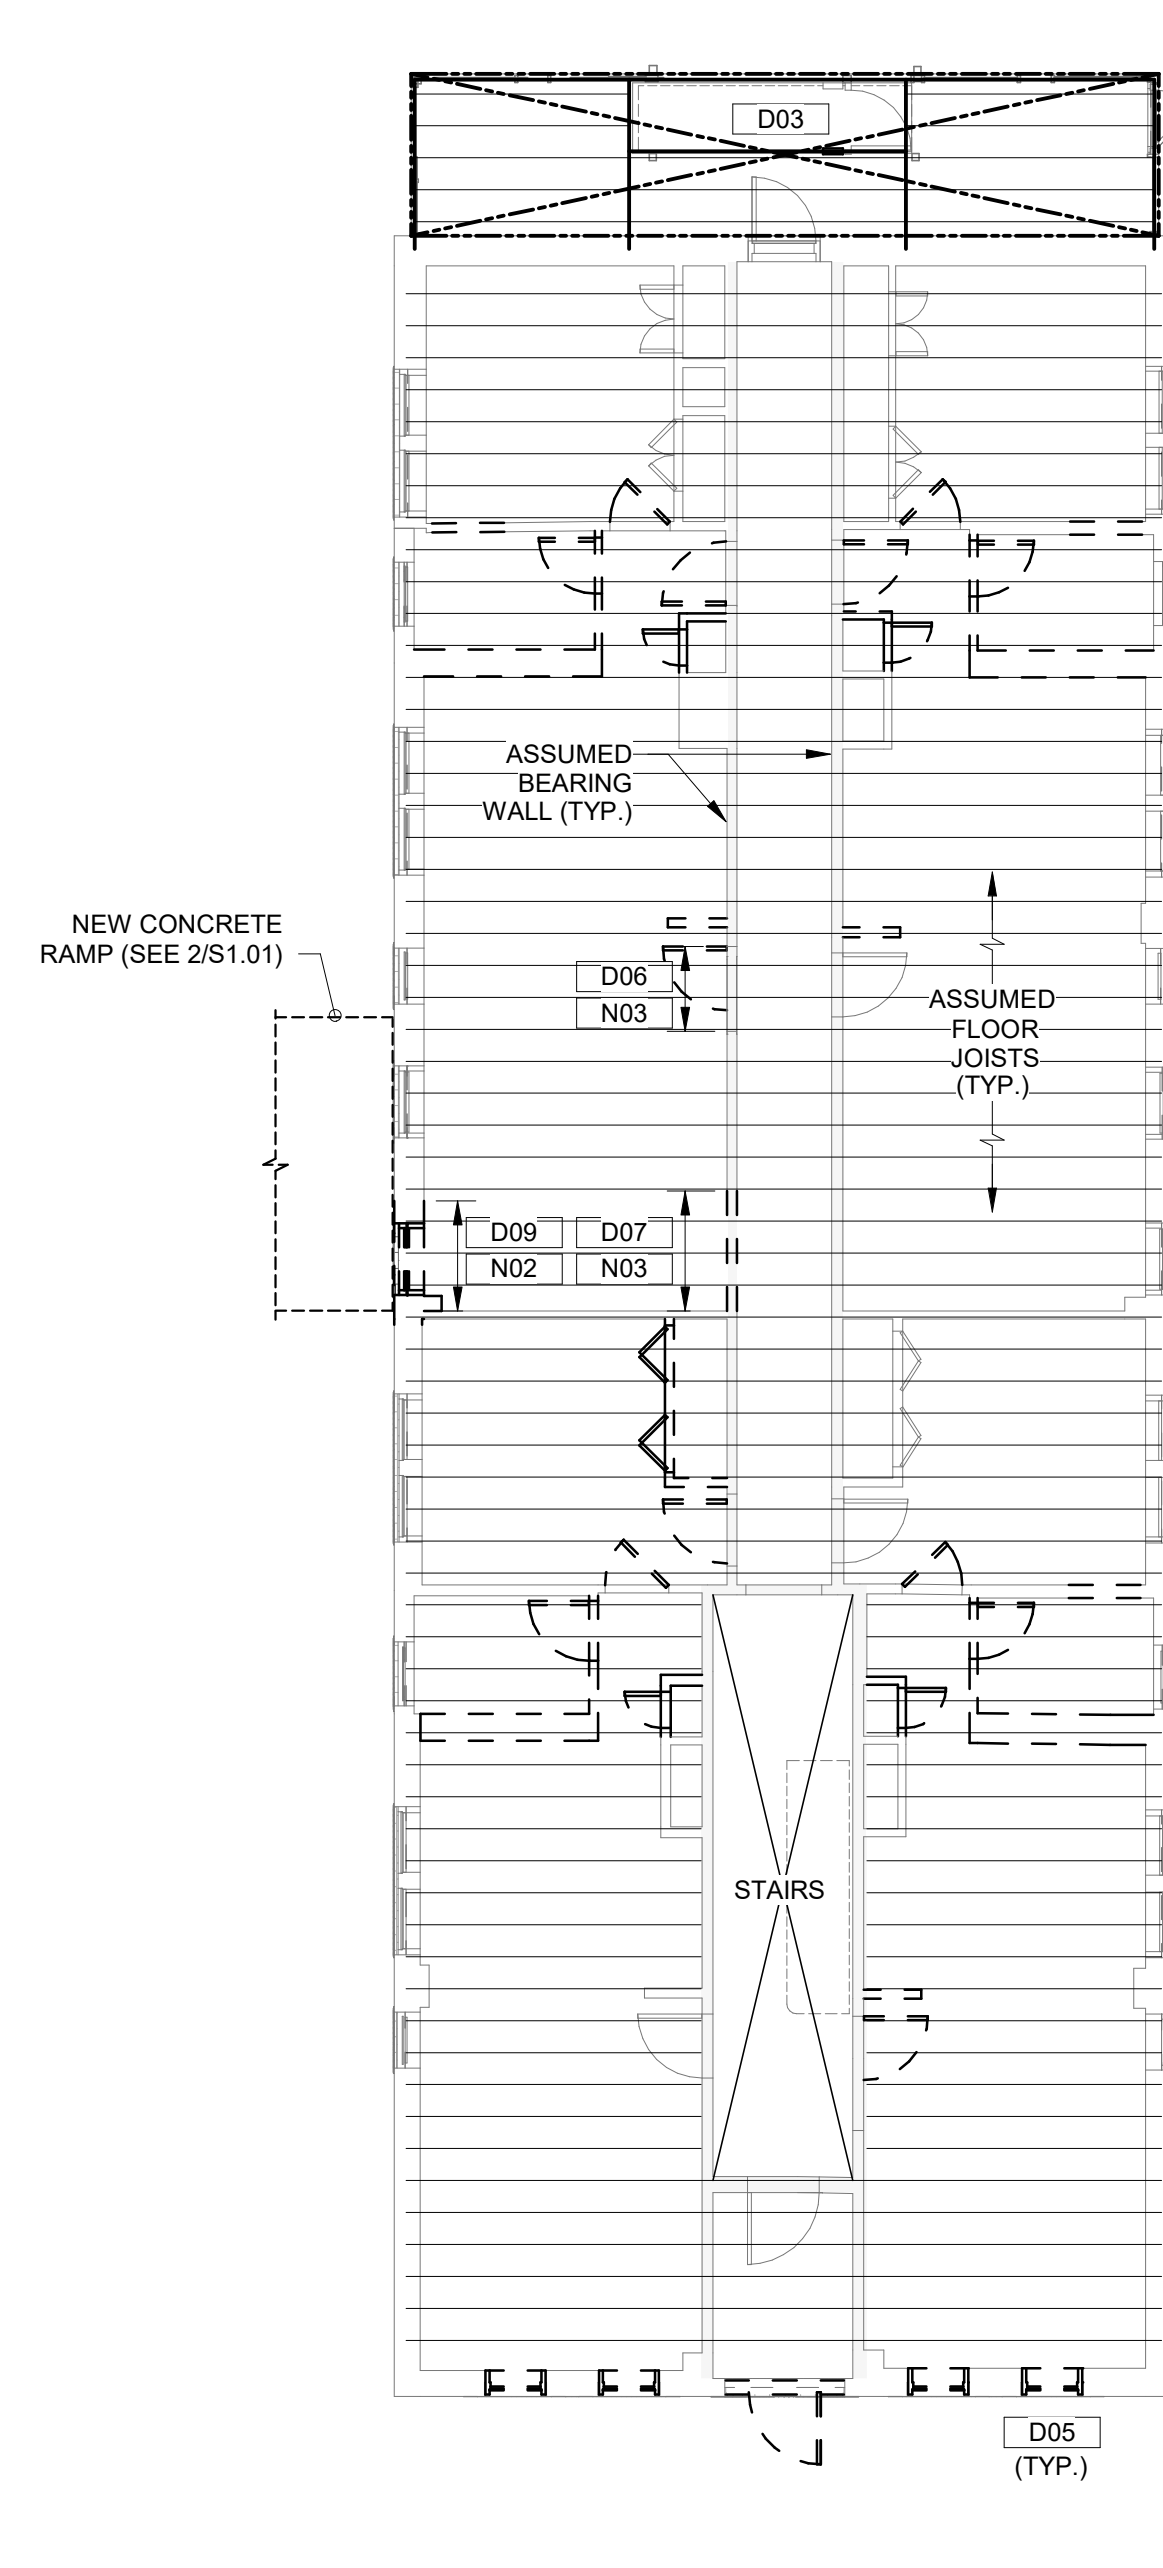 D03
ASSUMED
BEARING
WALL (TYP.)
NEW CONCRETE
RAMP (SEE 2/S1.01)
D06
N03
ASSUMED
FLOOR
JOISTS
(TYP.)
D09
N02
D07
N03
STAIRS
D05
(TYP.)